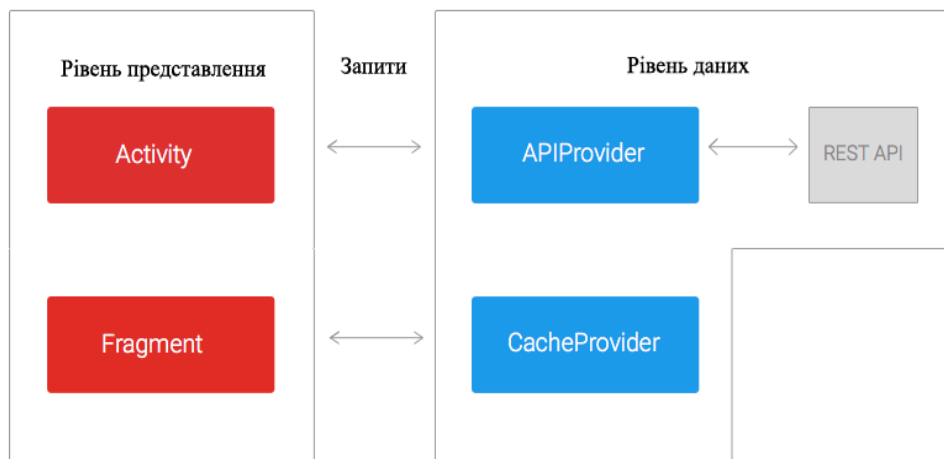 Рівень представлення
Запити
Рівень даних
Activity
APIProvider
REST API
Fragment
CacheProvider